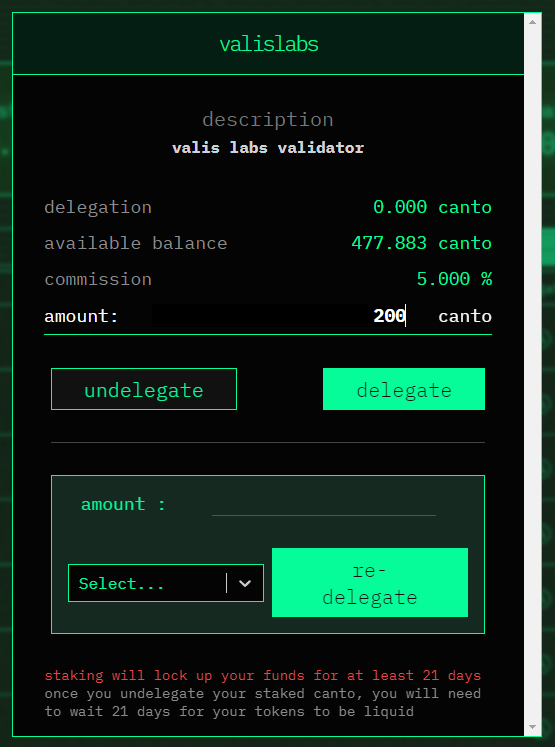 valislabs
description
valis labs validator
delegation 0.000 canto
available balance 477.883 canto
commission 5.000 %
amount: 200 canto
undelegate delegate
amount :
Select... re-
delegate
staking will lock up your funds for at least 21 days
once you undelegate your staked canto, you will need
to wait 21 days for your tokens to be liquid